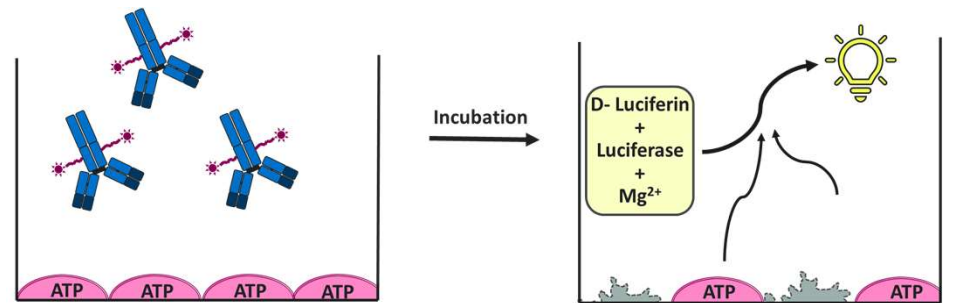 ATP
ATP
ATP
ATP
Incubation
D- Luciferin
+
Luciferase
+
Mg²⁺
ATP
ATP